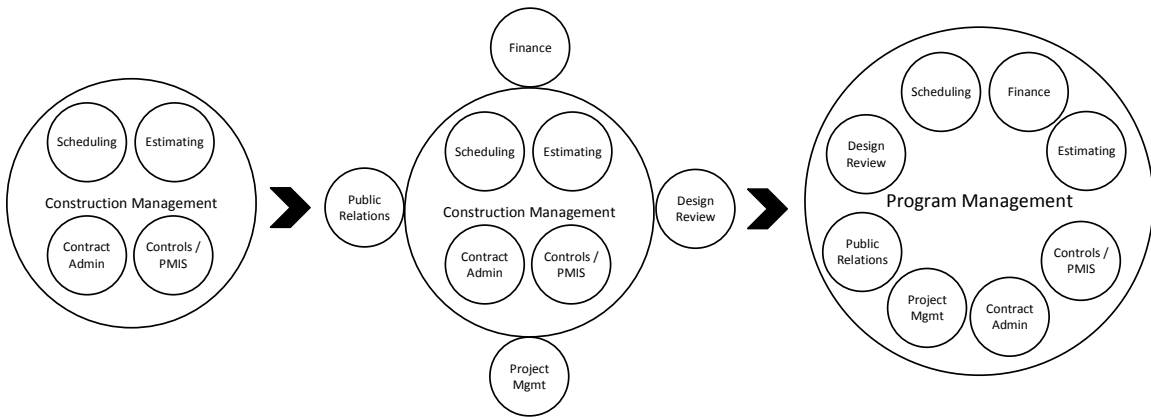 Scheduling
Estimating
Construction Management
Contract
Admin
Controls /
PMIS
Finance
Public
Relations
Scheduling
Estimating
Construction Management
Contract
Admin
Controls /
PMIS
Design
Review
Project
Mgmt
Scheduling
Finance
Estimating
Design
Review
Program Management
Public
Relations
Controls /
PMIS
Project
Mgmt
Contract
Admin